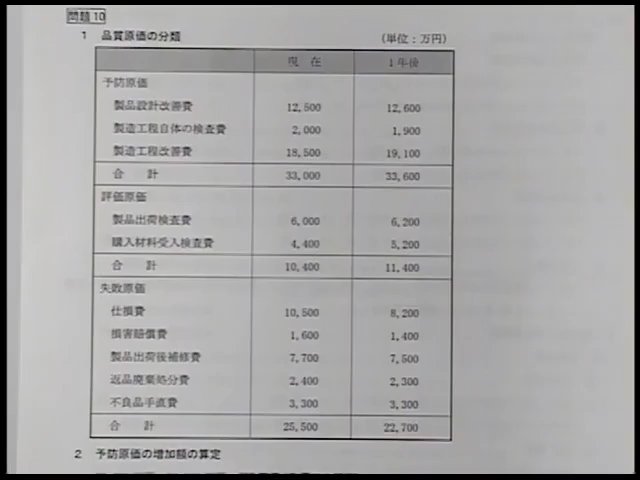 問題10
1 品質原価の分類 (単位:万円)
現在 1年後
予防原価
製品設計改善費 12,500 12,600
製造工程自体の検査費 2,000 1,900
製造工程改善費 18,500 19,100
合計 33,000 33,600
評価原価
製品出荷検査費 6,000 6,200
購入材料受入検査費 4,400 5,200
合計 10,400 11,400
失敗原価
仕損費 10,500 8,200
損害賠償費 1,600 1,400
製品出荷後補修費 7,700 7,500
返品廃棄処分費 2,400 2,300
不良品手直費 3,300 3,300
合計 25,500 22,700
2 予防原価の増加額の算定